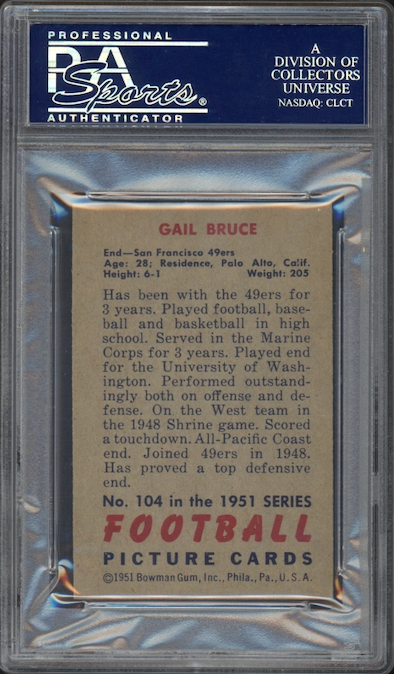 PROFESSIONAL
PSA
Sports®
AUTHENTICATOR
A
DIVISION OF
COLLECTORS
UNIVERSE
NASDAQ: CLCT
GAIL BRUCE
End—San Francisco 49ers
Age: 28; Residence, Palo Alto, Calif.
Height: 6-1 Weight: 205
Has been with the 49ers for
3 years. Played football, base-
ball and basketball in high
school. Served in the Marine
Corps for 3 years. Played end
for the University of Wash-
ington. Performed outstand-
ingly both on offense and de-
fense. On the West team in
the 1948 Shrine game. Scored
a touchdown. All-Pacific Coast
end. Joined 49ers in 1948.
Has proved a top defensive
end.
No. 104 in the 1951 SERIES
FOOTBALL
PICTURE CARDS
©1951 Bowman Gum, Inc., Phila., Pa., U. S. A.